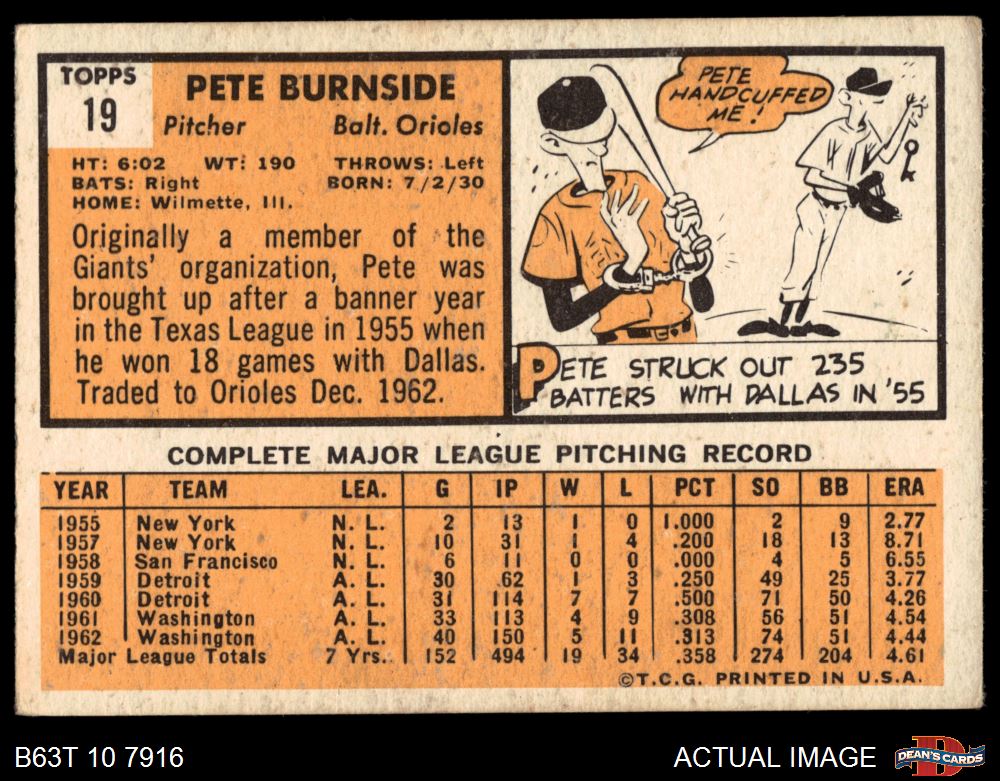 TOPPS
19
PETE BURNSIDE
Pitcher Balt. Orioles
HT: 6:02 WT: 190 THROWS: Left
BATS: Right BORN: 7/2/30
HOME: Wilmette, Ill.
Originally a member of the
Giants' organization, Pete was
brought up after a banner year
in the Texas League in 1955 when
he won 18 games with Dallas.
Traded to Orioles Dec. 1962.
PETE
HANDCUFFED
ME!
PETE STRUCK OUT 235
BATTERS WITH DALLAS IN '55
COMPLETE MAJOR LEAGUE PITCHING RECORD
YEAR TEAM LEA. G IP W L PCT SO BB ERA
1955 New York N. L. 2 13 1 0 1.000 2 9 2.77
1957 New York N. L. 10 31 1 4 .200 18 13 8.71
1958 San Francisco N. L. 6 11 0 0 .000 4 5 6.55
1959 Detroit A. L. 30 62 1 3 .250 49 25 3.77
1960 Detroit A. L. 31 114 7 7 .500 71 50 4.26
1961 Washington A. L. 33 113 4 9 .308 56 51 4.54
1962 Washington A. L. 40 150 5 11 .313 74 51 4.44
Major League Totals 7 Yrs. 152 494 19 34 .358 274 204 4.61
©T.C.G. PRINTED IN U.S.A.
B63T 10 7916 ACTUAL IMAGE DEAN'S CARDS